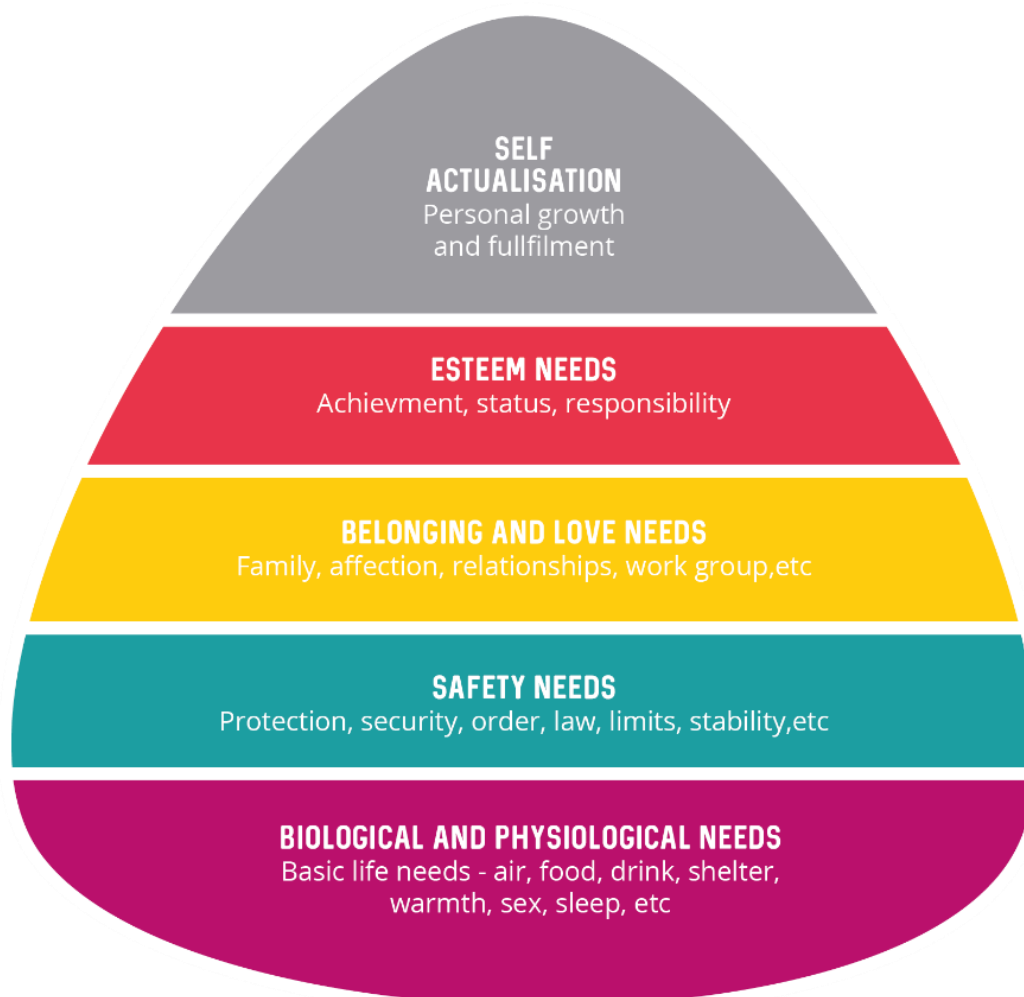 SELF
ACTUALISATION
Personal growth
and fullfilment
ESTEEM NEEDS
Achievment, status, responsibility
BELONGING AND LOVE NEEDS
Family, affection, relationships, work group,etc
SAFETY NEEDS
Protection, security, order, law, limits, stability,etc
BIOLOGICAL AND PHYSIOLOGICAL NEEDS
Basic life needs - air, food, drink, shelter,
warmth, sex, sleep, etc